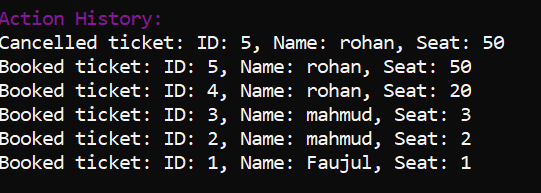 Action History:
Cancelled ticket: ID: 5, Name: rohan, Seat: 50
Booked ticket: ID: 5, Name: rohan, Seat: 50
Booked ticket: ID: 4, Name: rohan, Seat: 20
Booked ticket: ID: 3, Name: mahmud, Seat: 3
Booked ticket: ID: 2, Name: mahmud, Seat: 2
Booked ticket: ID: 1, Name: Faujul, Seat: 1